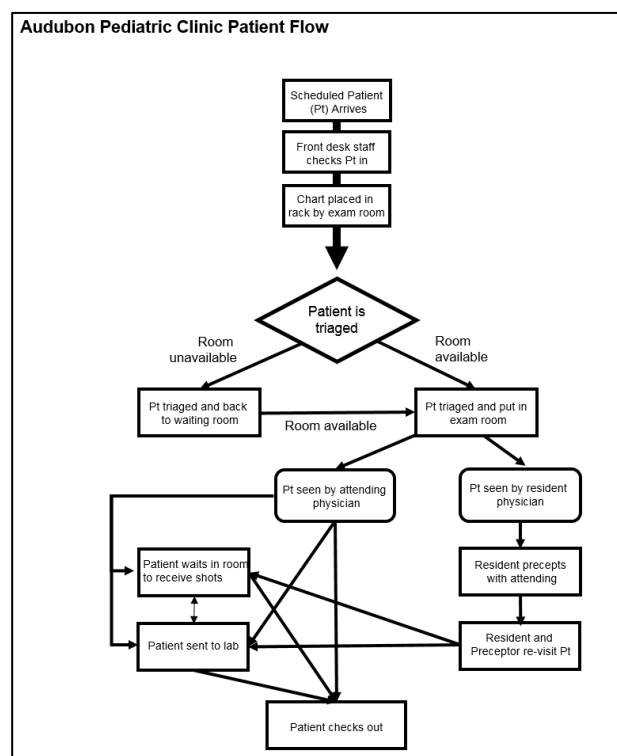 Audubon Pediatric Clinic Patient Flow
Scheduled Patient
(Pt) Arrives
Front desk staff
checks Pt in
Chart placed in
rack by exam room
Patient is
triaged
Room
unavailable
Room
available
Pt triaged and back
to waiting room
Room available
Pt triaged and put in
exam room
Pt seen by attending
physician
Pt seen by resident
physician
Patient waits in room
to receive shots
Resident precepts
with attending
Patient sent to lab
Resident and
Preceptor re-visit Pt
Patient checks out